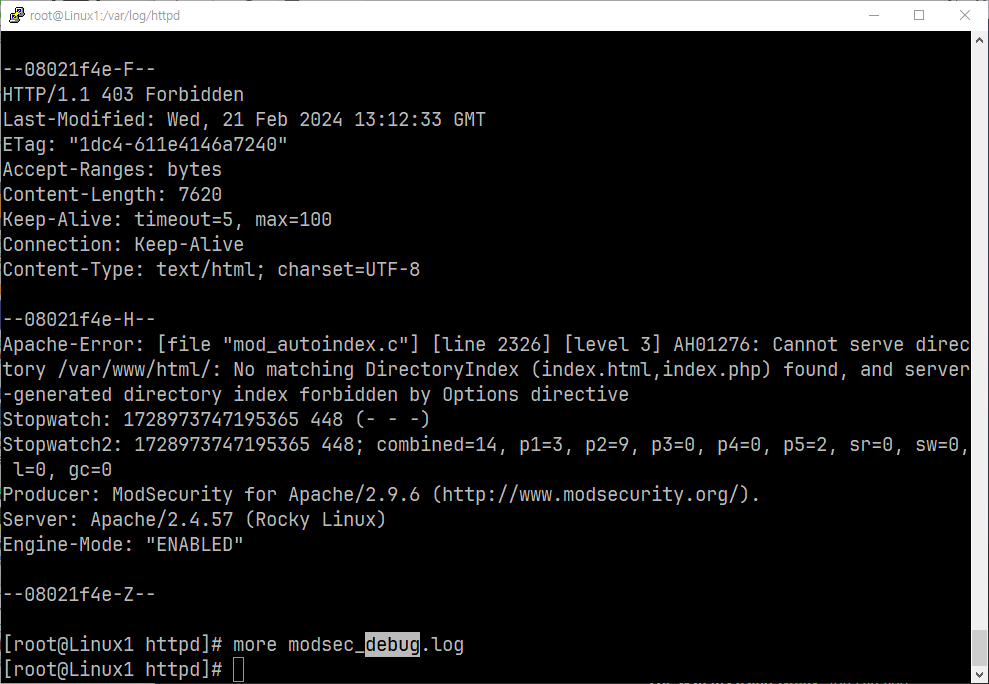 root@Linux1:/var/log/httpd
--08021f4e-F--
HTTP/1.1 403 Forbidden
Last-Modified: Wed, 21 Feb 2024 13:12:33 GMT
ETag: "1dc4-611e4146a7240"
Accept-Ranges: bytes
Content-Length: 7620
Keep-Alive: timeout=5, max=100
Connection: Keep-Alive
Content-Type: text/html; charset=UTF-8
--08021f4e-H--
Apache-Error: [file "mod_autoindex.c"] [line 2326] [level 3] AH01276: Cannot serve direc
tory /var/www/html/: No matching DirectoryIndex (index.html,index.php) found, and server
-generated directory index forbidden by Options directive
Stopwatch: 1728973747195365 448 (- - -)
Stopwatch2: 1728973747195365 448; combined=14, p1=3, p2=9, p3=0, p4=0, p5=2, sr=0, sw=0,
l=0, gc=0
Producer: ModSecurity for Apache/2.9.6 (http://www.modsecurity.org/).
Server: Apache/2.4.57 (Rocky Linux)
Engine-Mode: "ENABLED"
--08021f4e-Z--
[root@Linux1 httpd]# more modsec_debug.log
[root@Linux1 httpd]#